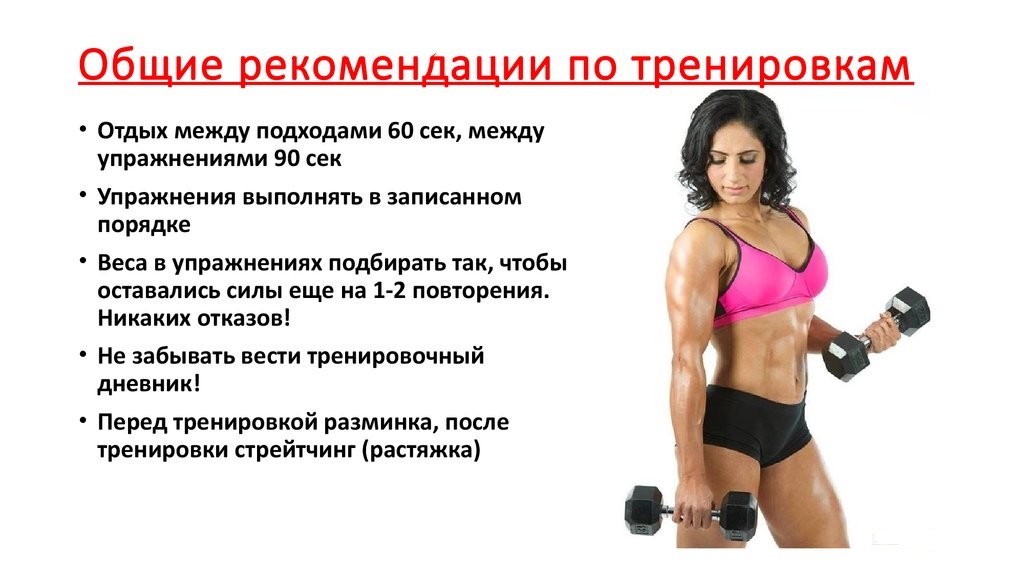 Общие рекомендации по тренировкам
• Отдых между подходами 60 сек, между
упражнениями 90 сек
• Упражнения выполнять в записанном
порядке
• Веса в упражнениях подбирать так, чтобы
оставались силы еще на 1-2 повторения.
Никаких отказов!
• Не забывать вести тренировочный
дневник!
• Перед тренировкой разминка, после
тренировки стрейтчинг (растяжка)